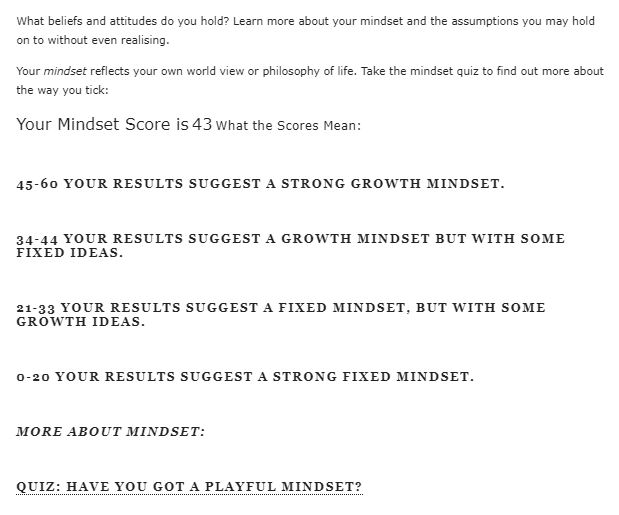 What beliefs and attitudes do you hold? Learn more about your mindset and the assumptions you may hold
on to without even realising.
Your mindset reflects your own world view or philosophy of life. Take the mindset quiz to find out more about
the way you tick:
Your Mindset Score is 43 What the Scores Mean:
45-60 YOUR RESULTS SUGGEST A STRONG GROWTH MINDSET.
34-44 YOUR RESULTS SUGGEST A GROWTH MINDSET BUT WITH SOME
FIXED IDEAS.
21-33 YOUR RESULTS SUGGEST A FIXED MINDSET, BUT WITH SOME
GROWTH IDEAS.
0-20 YOUR RESULTS SUGGEST A STRONG FIXED MINDSET.
MORE ABOUT MINDSET:
QUIZ: HAVE YOU GOT A PLAYFUL MINDSET?